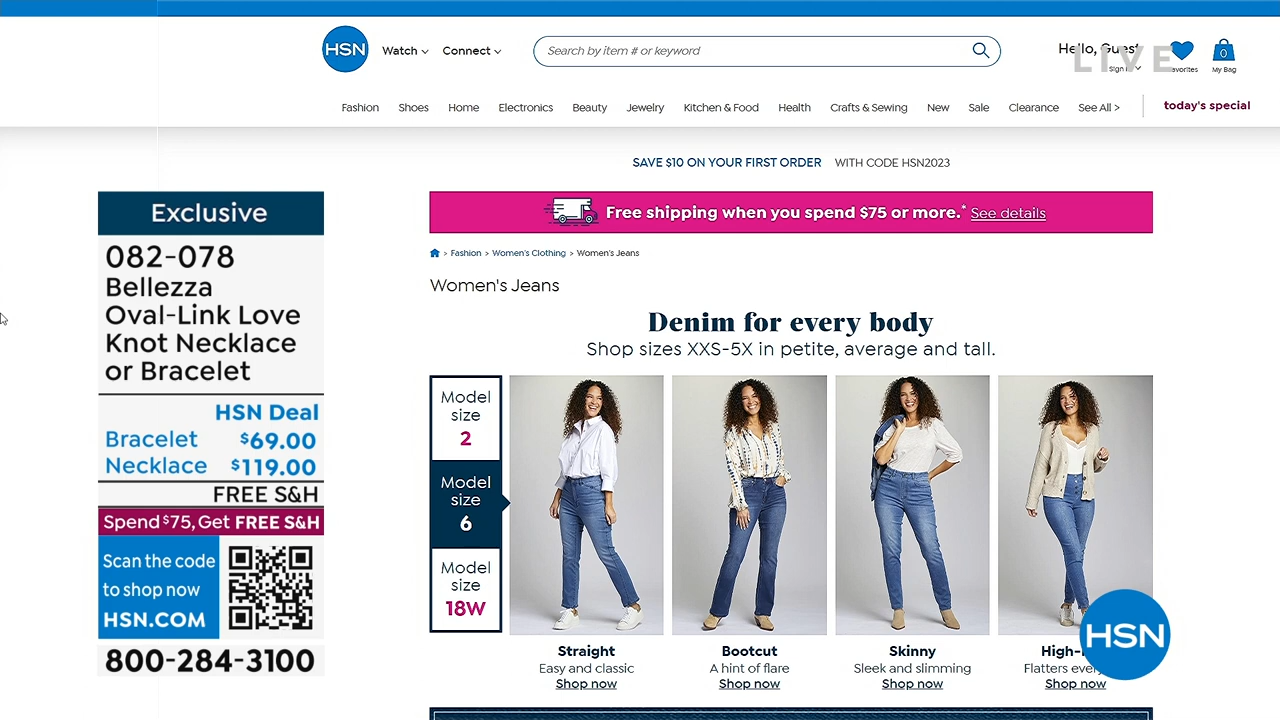 HSN
Watch
Connect
Search by item # or keyword
Hello, Guest
LIVE
My Bag
0
Fashion Shoes Home Electronics Beauty Jewelry Kitchen & Food Health Crafts & Sewing New Sale Clearance See All > today's special
SAVE $10 ON YOUR FIRST ORDER WITH CODE HSN2023
Free shipping when you spend $75 or more.* See details
> Fashion > Women's Clothing > Women's Jeans
Women's Jeans
Denim for every body
Shop sizes XXS-5X in petite, average and tall.
Model
size
2
Model
size
6
Model
size
18W
Straight
Easy and classic
Shop now
Bootcut
A hint of flare
Shop now
Skinny
Sleek and slimming
Shop now
Flatters
Shop now
HSN
Exclusive
082-078
Bellezza
Oval-Link Love
Knot Necklace
or Bracelet
HSN Deal
Bracelet $69.00
Necklace $119.00
FREE S&H
Spend $75, Get FREE S&H
Scan the code
to shop now
HSN.COM
800-284-3100